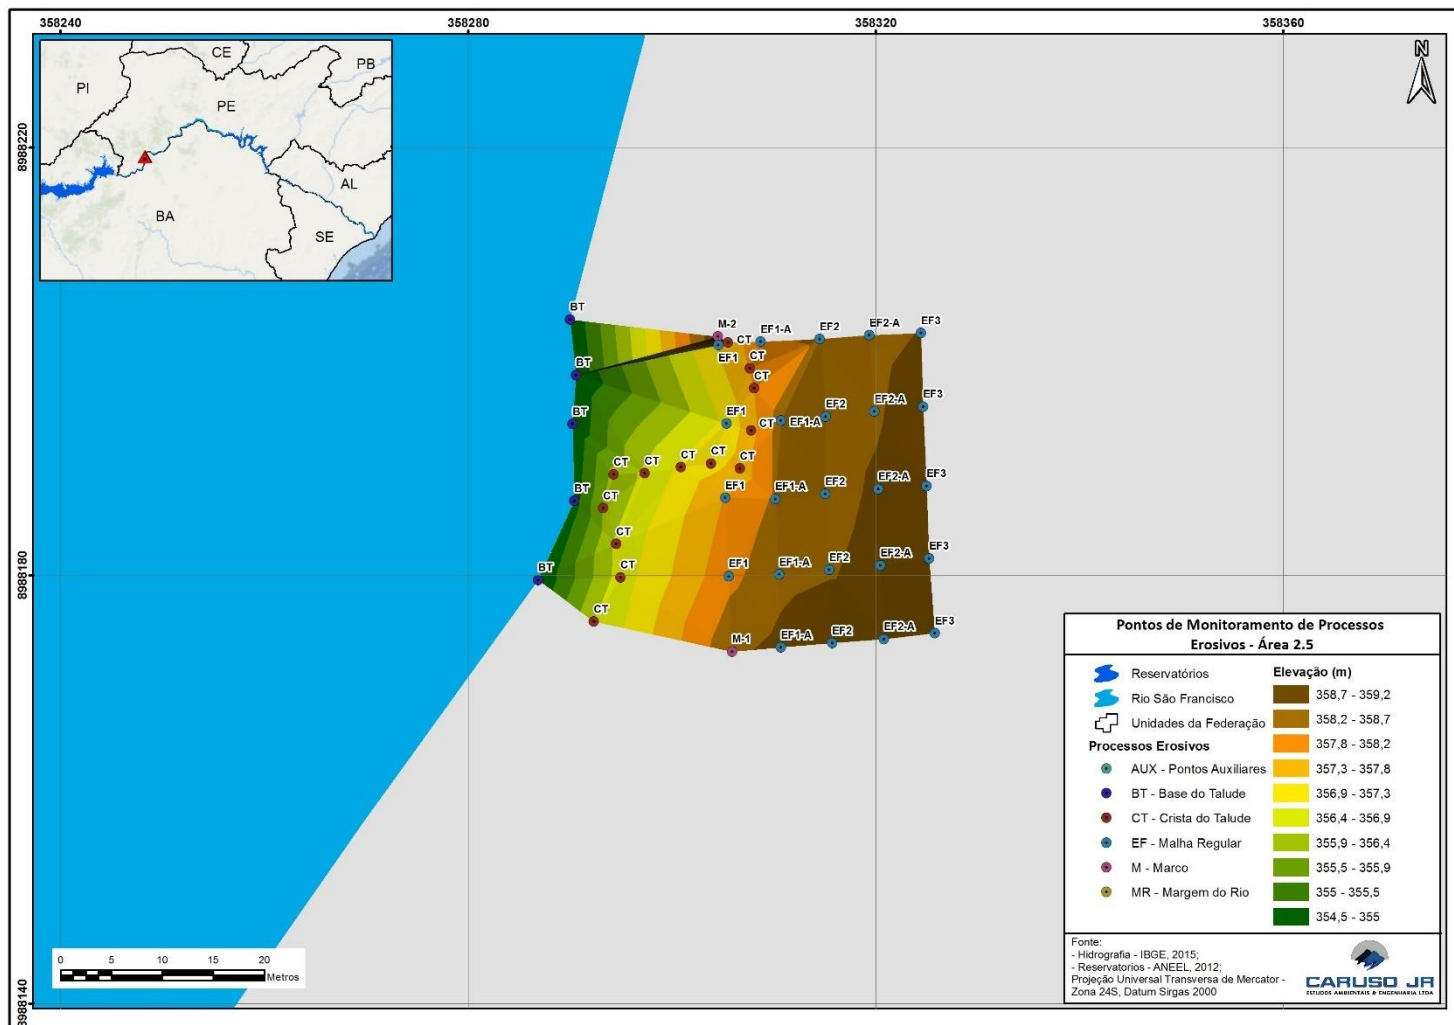 358240
358280
358320
358360
8988220
8988180
8988140
CE
PB
PI
PE
AL
BA
SE
N
BT
M-2
CT
EF1-A
EF2
EF2-A
EF3
EF1
CT
BT
CT
EF3
EF2-A
EF2
BT
EF1
EF1-A
CT
CT
CT
CT
CT
CT
EF3
EF2-A
EF2
BT
EF1
EF1-A
CT
CT
EF3
EF2-A
EF2
EF1-A
EF1
CT
BT
CT
EF3
EF2-A
EF2
EF1-A
M-1
0 5 10 15 20
Metros
Pontos de Monitoramento de Processos
Erosivos - Área 2.5
Reservatórios
Rio São Francisco
Unidades da Federação
Processos Erosivos
AUX - Pontos Auxiliares
BT - Base do Talude
CT - Crista do Talude
EF - Malha Regular
M - Marco
MR - Margem do Rio
Elevação (m)
358,7 - 359,2
358,2 - 358,7
357,8 - 358,2
357,3 - 357,8
356,9 - 357,3
356,4 - 356,9
355,9 - 356,4
355,5 - 355,9
355 - 355,5
354,5 - 355
Fonte:
- Hidrografia - IBGE, 2015;
- Reservatorios - ANEEL, 2012;
Projeção Universal Transversa de Mercator -
Zona 24S, Datum Sirgas 2000
CARUSO JR
ESTUDOS AMBIENTAIS & ENGENHARIA LTDA